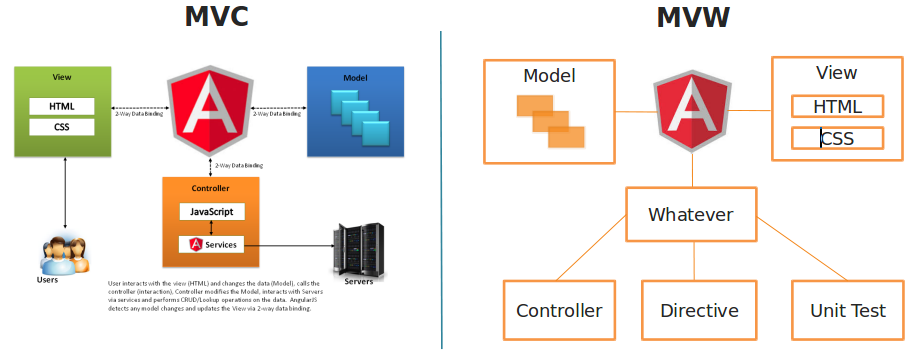 MVC
View
HTML
CSS
2-Way Data Binding
2-Way Data Binding
Model
2-Way Data Binding
Controller
JavaScript
Services
Users
Servers
User interacts with the view (HTML) and changes the data (Model), calls the
controller (interaction), Controller modifies the Model, interacts with Servers
via services and performs CRUD/Lookup operations on the data. AngularJS
detects any model changes and updates the View via 2-way data binding.
MVW
Model
View
HTML
CSS
Whatever
Controller
Directive
Unit Test